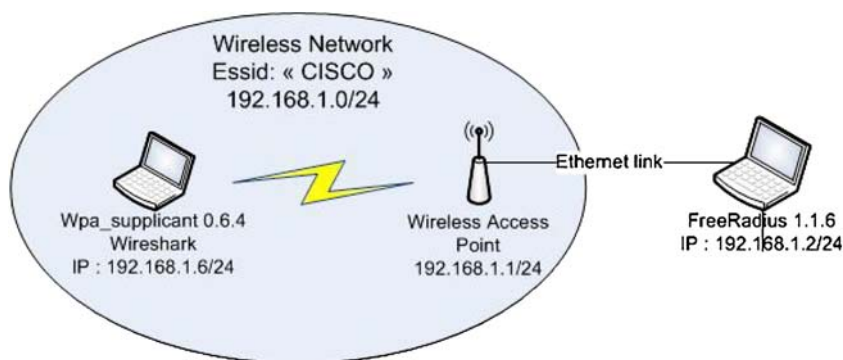 Wireless Network
Essid: « CISCO »
192.168.1.0/24
Ethernet link
Wpa_supplicant 0.6.4
Wireshark
IP : 192.168.1.6/24
Wireless Access
Point
192.168.1.1/24
FreeRadius 1.1.6
IP : 192.168.1.2/24